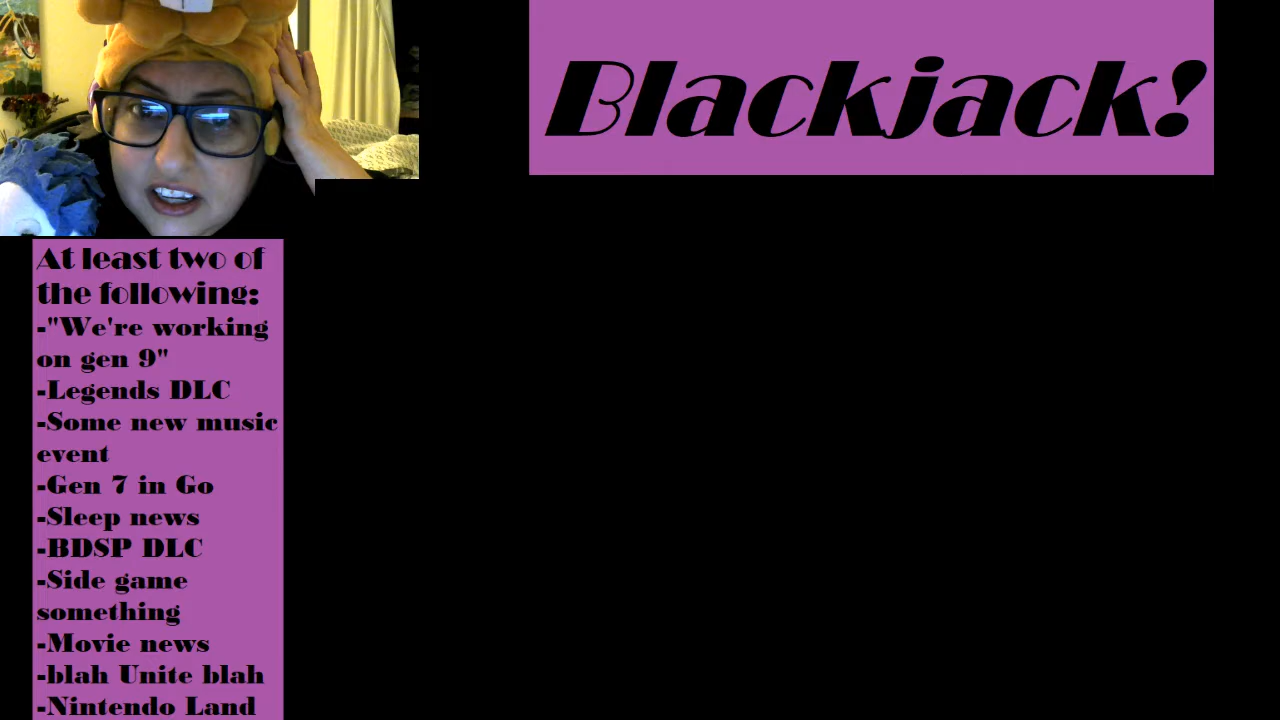 Blackjack!
At least two of
the following:
-"We're working
on gen 9"
-Legends DLC
-Some new music
event
-Gen 7 in Go
-Sleep news
-BDSP DLC
-Side game
something
-Movie news
-blah Unite blah
-Nintendo Land